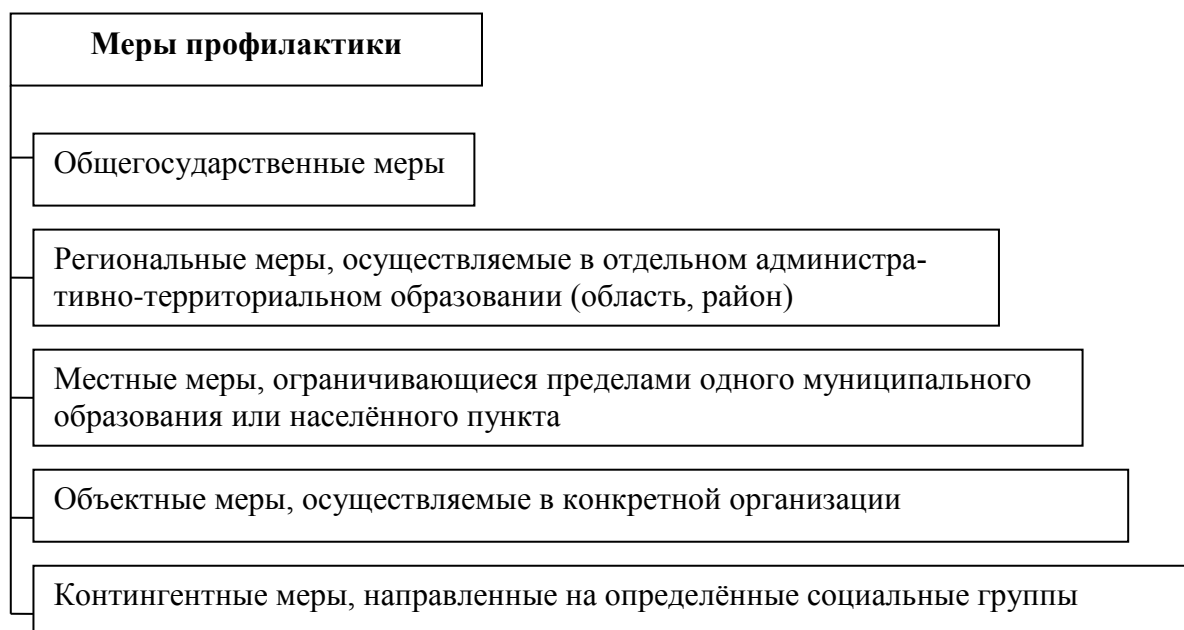 Меры профилактики
Общегосударственные меры
Региональные меры, осуществляемые в отдельном администра-
тивно-территориальном образовании (область, район)
Местные меры, ограничивающиеся пределами одного муниципального
образования или населённого пункта
Объектные меры, осуществляемые в конкретной организации
Контингентные меры, направленные на определённые социальные группы